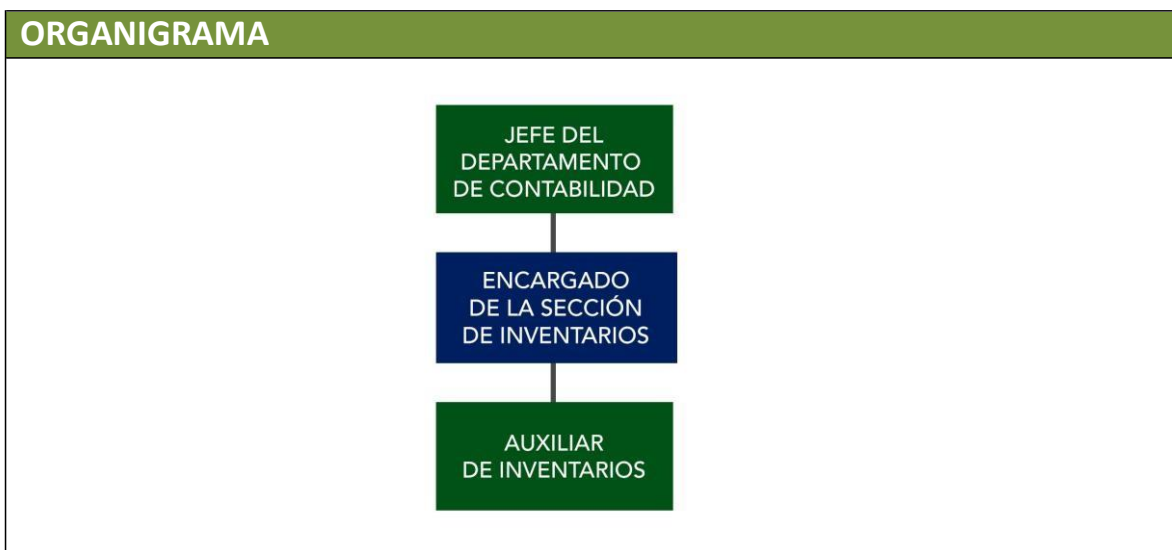 ORGANIGRAMA
JEFE DEL
DEPARTAMENTO
DE CONTABILIDAD
ENCARGADO
DE LA SECCIÓN
DE INVENTARIOS
AUXILIAR
DE INVENTARIOS